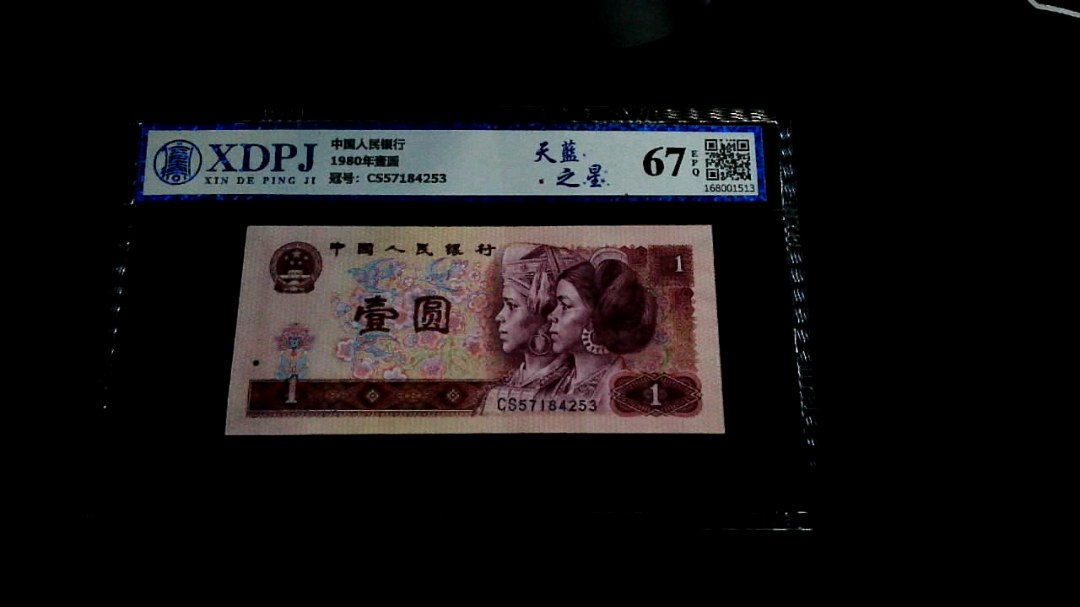 XDPJ
XIN DE PING JI
中国人民银行
1980年壹圆
冠号：CS57184253
天蓝
之星
67
EPQ
168001513
中国人民银行
1
壹圆
1
CS57184253
1